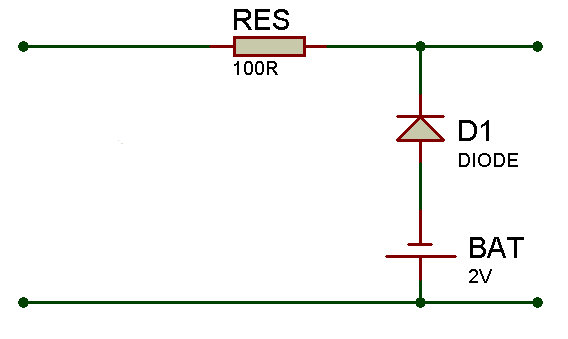 RES
100R
D1
DIODE
BAT
2V